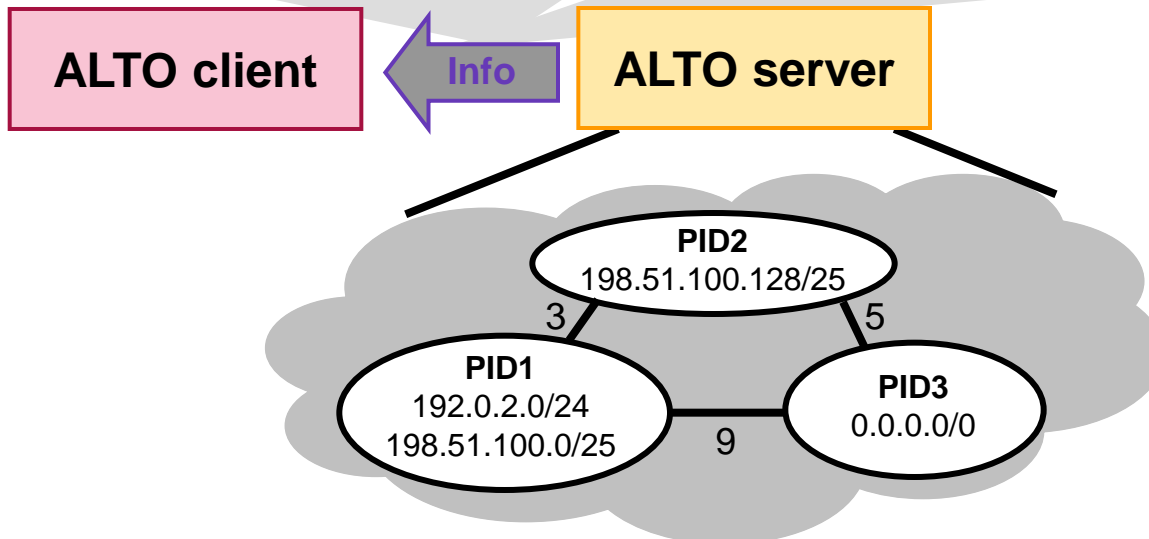 ALTO client
Info
ALTO server
PID2
198.51.100.128/25
3
5
PID1
192.0.2.0/24
198.51.100.0/25
PID3
0.0.0.0/0
9